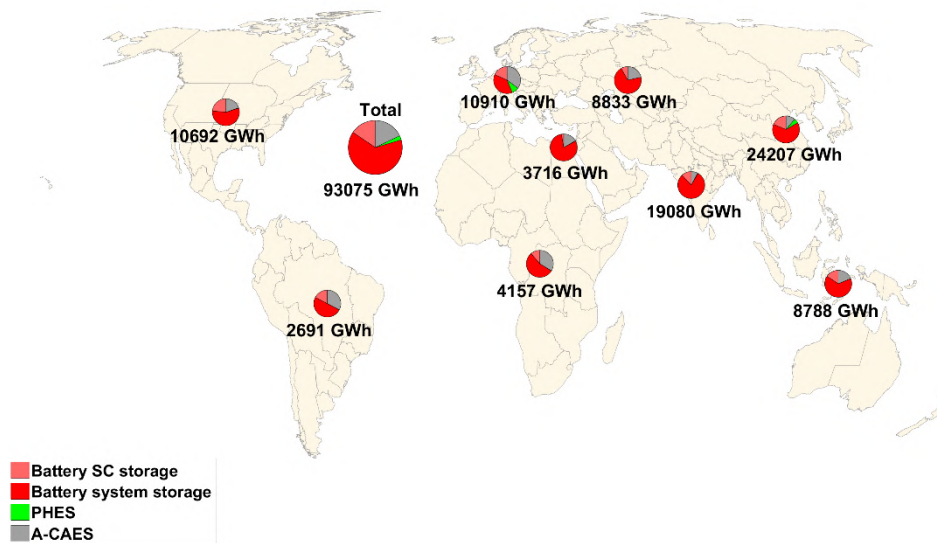 10910 GWh
8833 GWh
10692 GWh
Total
93075 GWh
24207 GWh
3716 GWh
19080 GWh
4157 GWh
8788 GWh
2691 GWh
Battery SC storage
Battery system storage
PHES
A-CAES